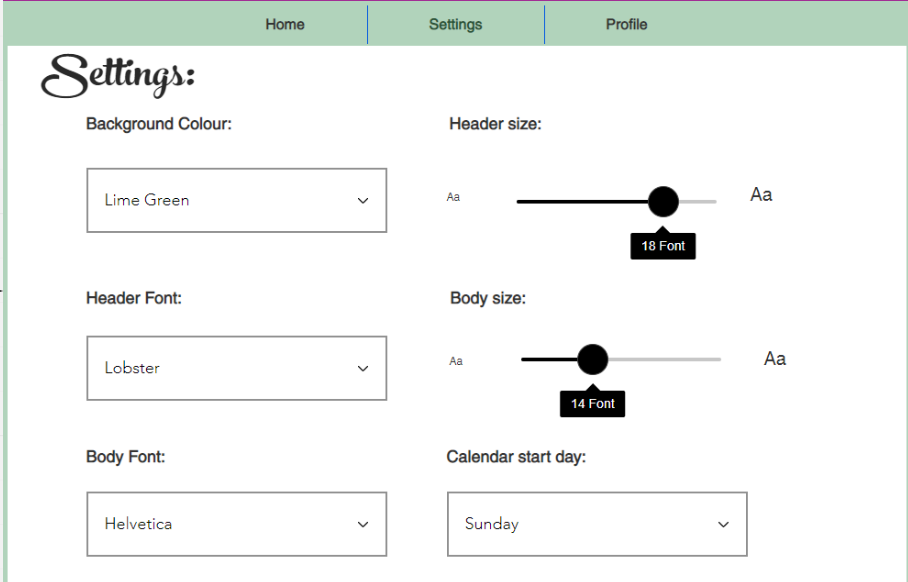 Home Settings Profile
Settings:
Background Colour: Header size:
Lime Green Aa Aa
18 Font
Header Font: Body size:
Lobster Aa Aa
14 Font
Body Font: Calendar start day:
Helvetica Sunday